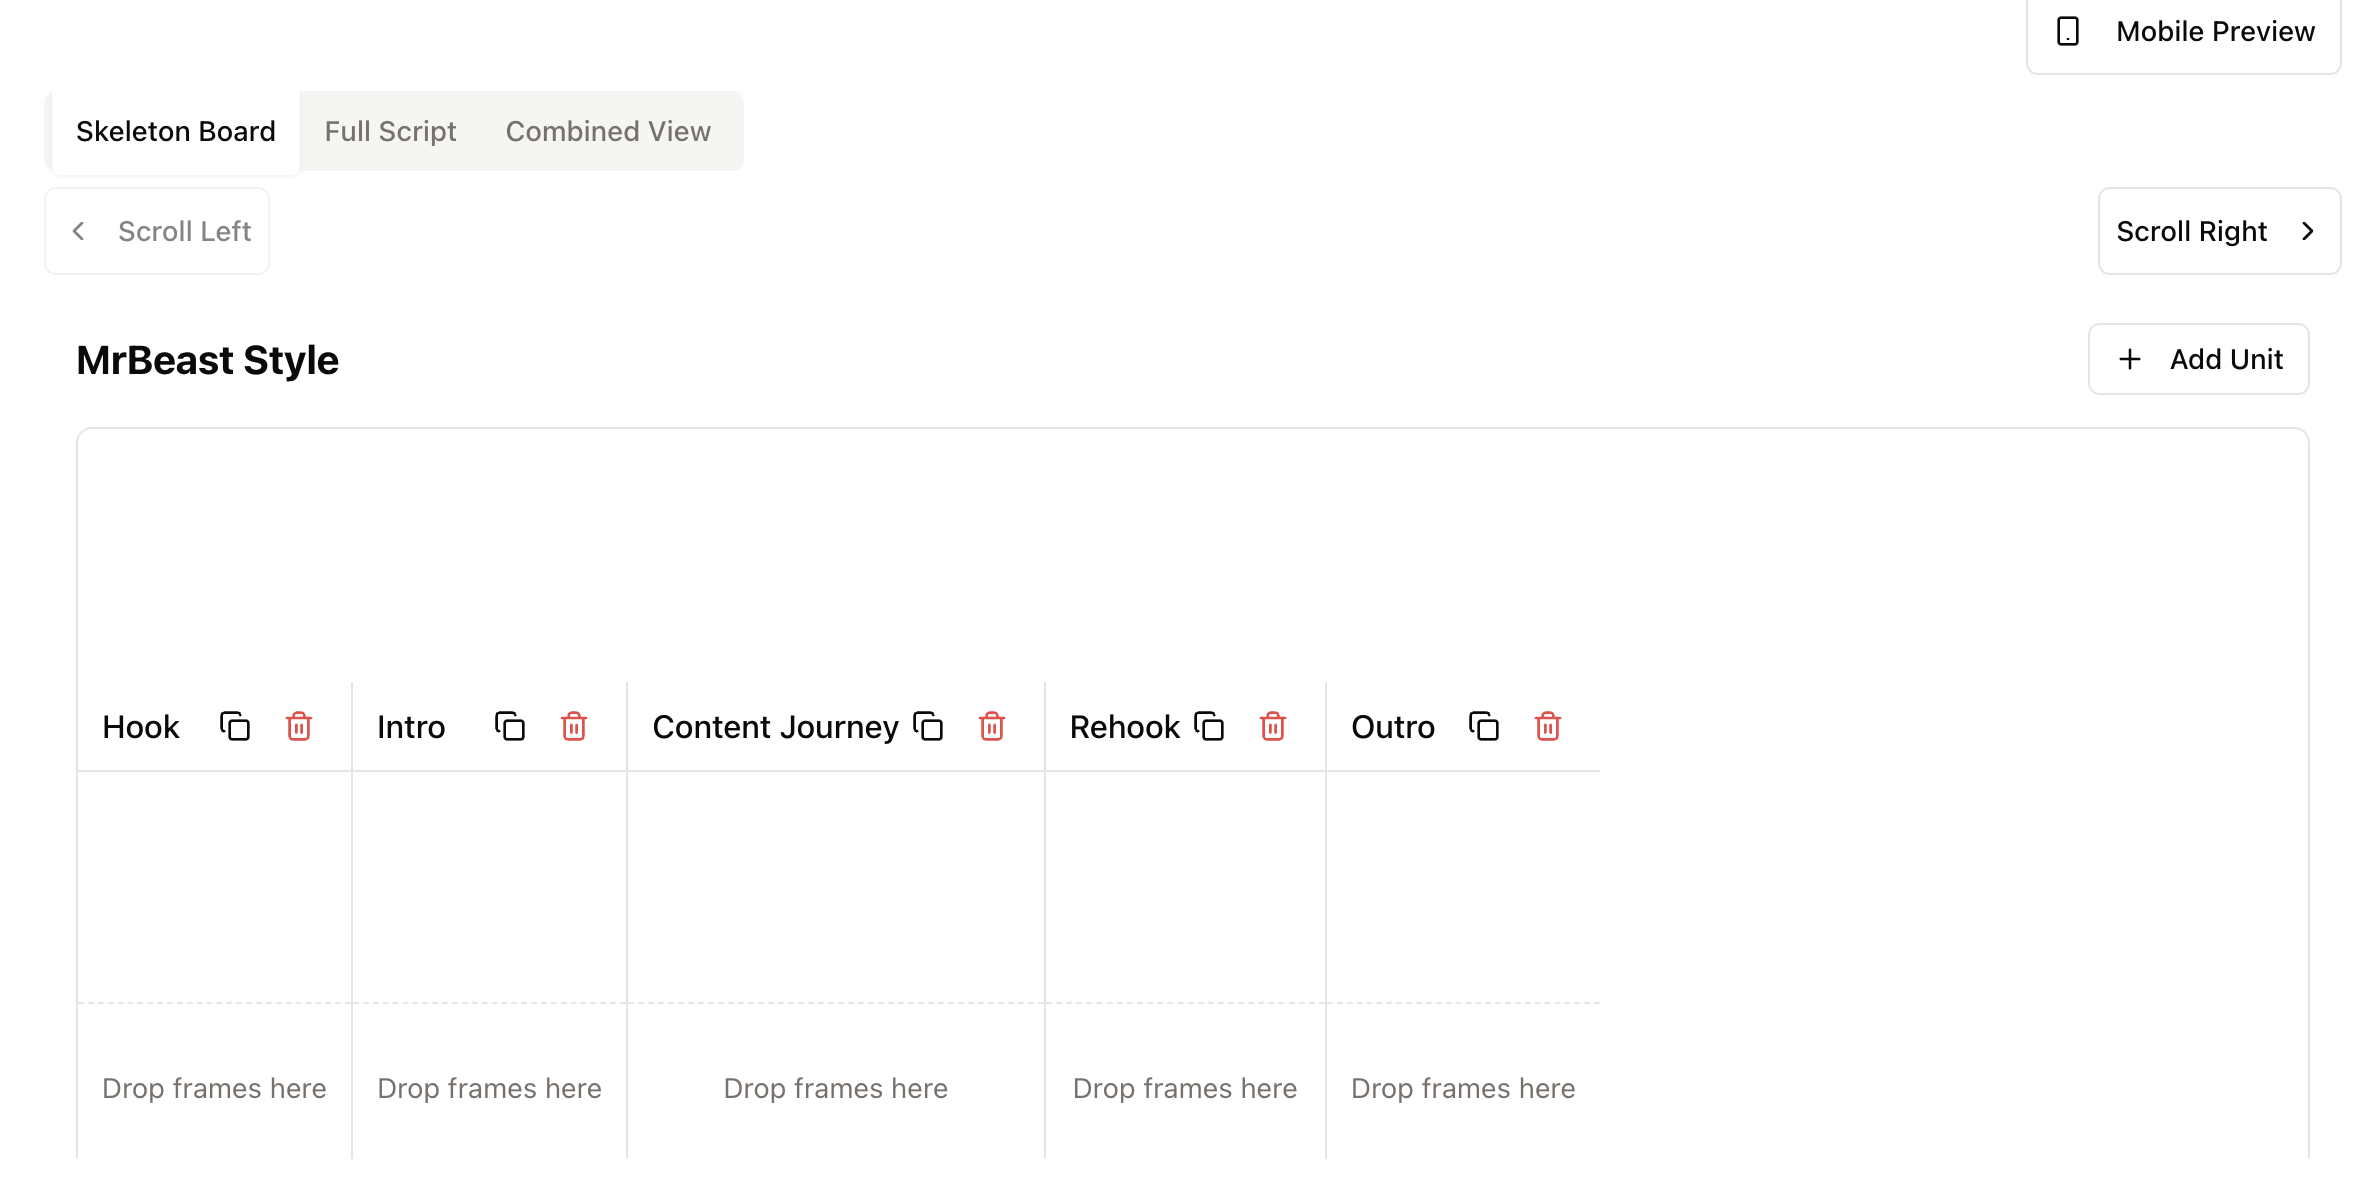 Mobile Preview
Skeleton Board Full Script Combined View
Scroll Left Scroll Right
MrBeast Style Add Unit
Hook Intro Content Journey Rehook Outro
Drop frames here Drop frames here Drop frames here Drop frames here Drop frames here